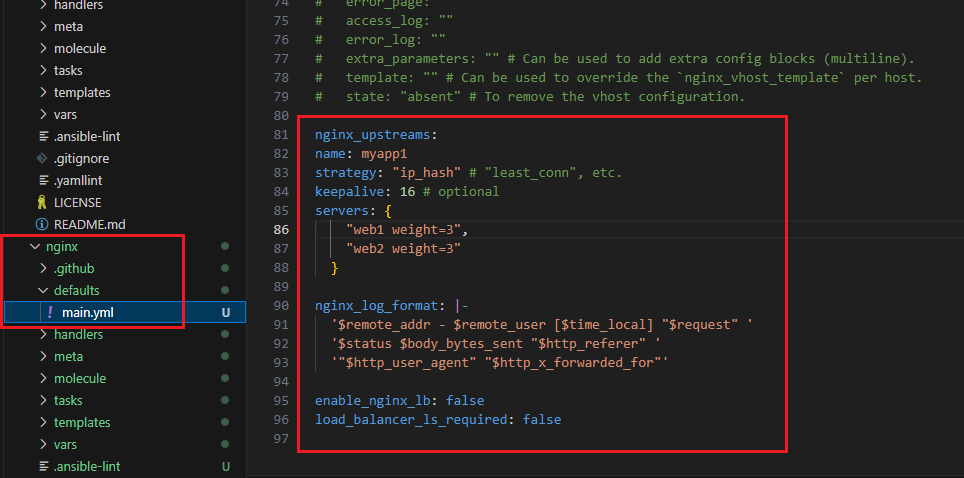 handlers
meta
molecule
tasks
templates
vars
.ansible-lint
.gitignore
.yamllint
LICENSE
README.md
nginx
.github
defaults
! main.yml U
handlers
meta
molecule
tasks
templates
vars
.ansible-lint U
74 # error_page: ""
75 # access_log: ""
76 # error_log: ""
77 # extra_parameters: "" # Can be used to add extra config blocks (multiline).
78 # template: "" # Can be used to override the `nginx_vhost_template` per host.
79 # state: "absent" # To remove the vhost configuration.
80
81 nginx_upstreams:
82 name: myapp1
83 strategy: "ip_hash" # "least_conn", etc.
84 keepalive: 16 # optional
85 servers: {
86 "web1 weight=3",
87 "web2 weight=3"
88 }
89
90 nginx_log_format: |-
91 '$remote_addr - $remote_user [$time_local] "$request" '
92 '$status $body_bytes_sent "$http_referer" '
93 '"$http_user_agent" "$http_x_forwarded_for"'
94
95 enable_nginx_lb: false
96 load_balancer_ls_required: false
97